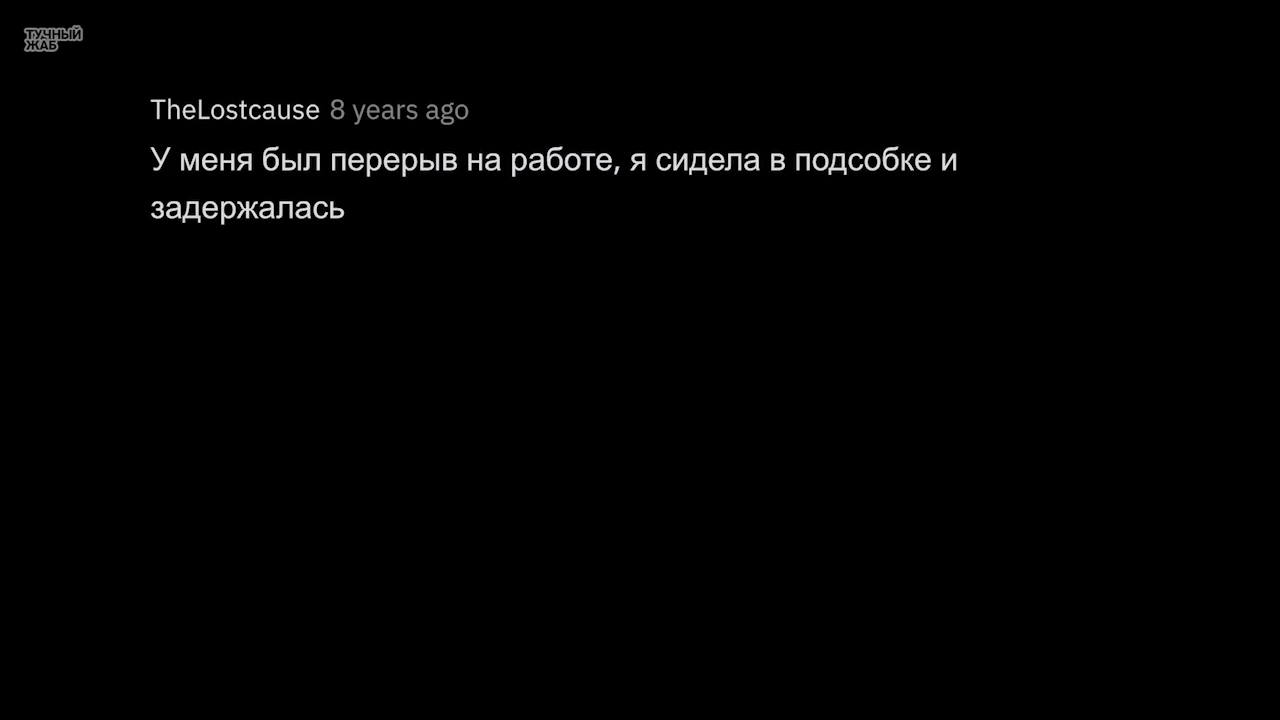 ТУЧНЫЙ
ЖАБ
TheLostcause 8 years ago
У меня был перерыв на работе, я сидела в подсобке и
задержалась